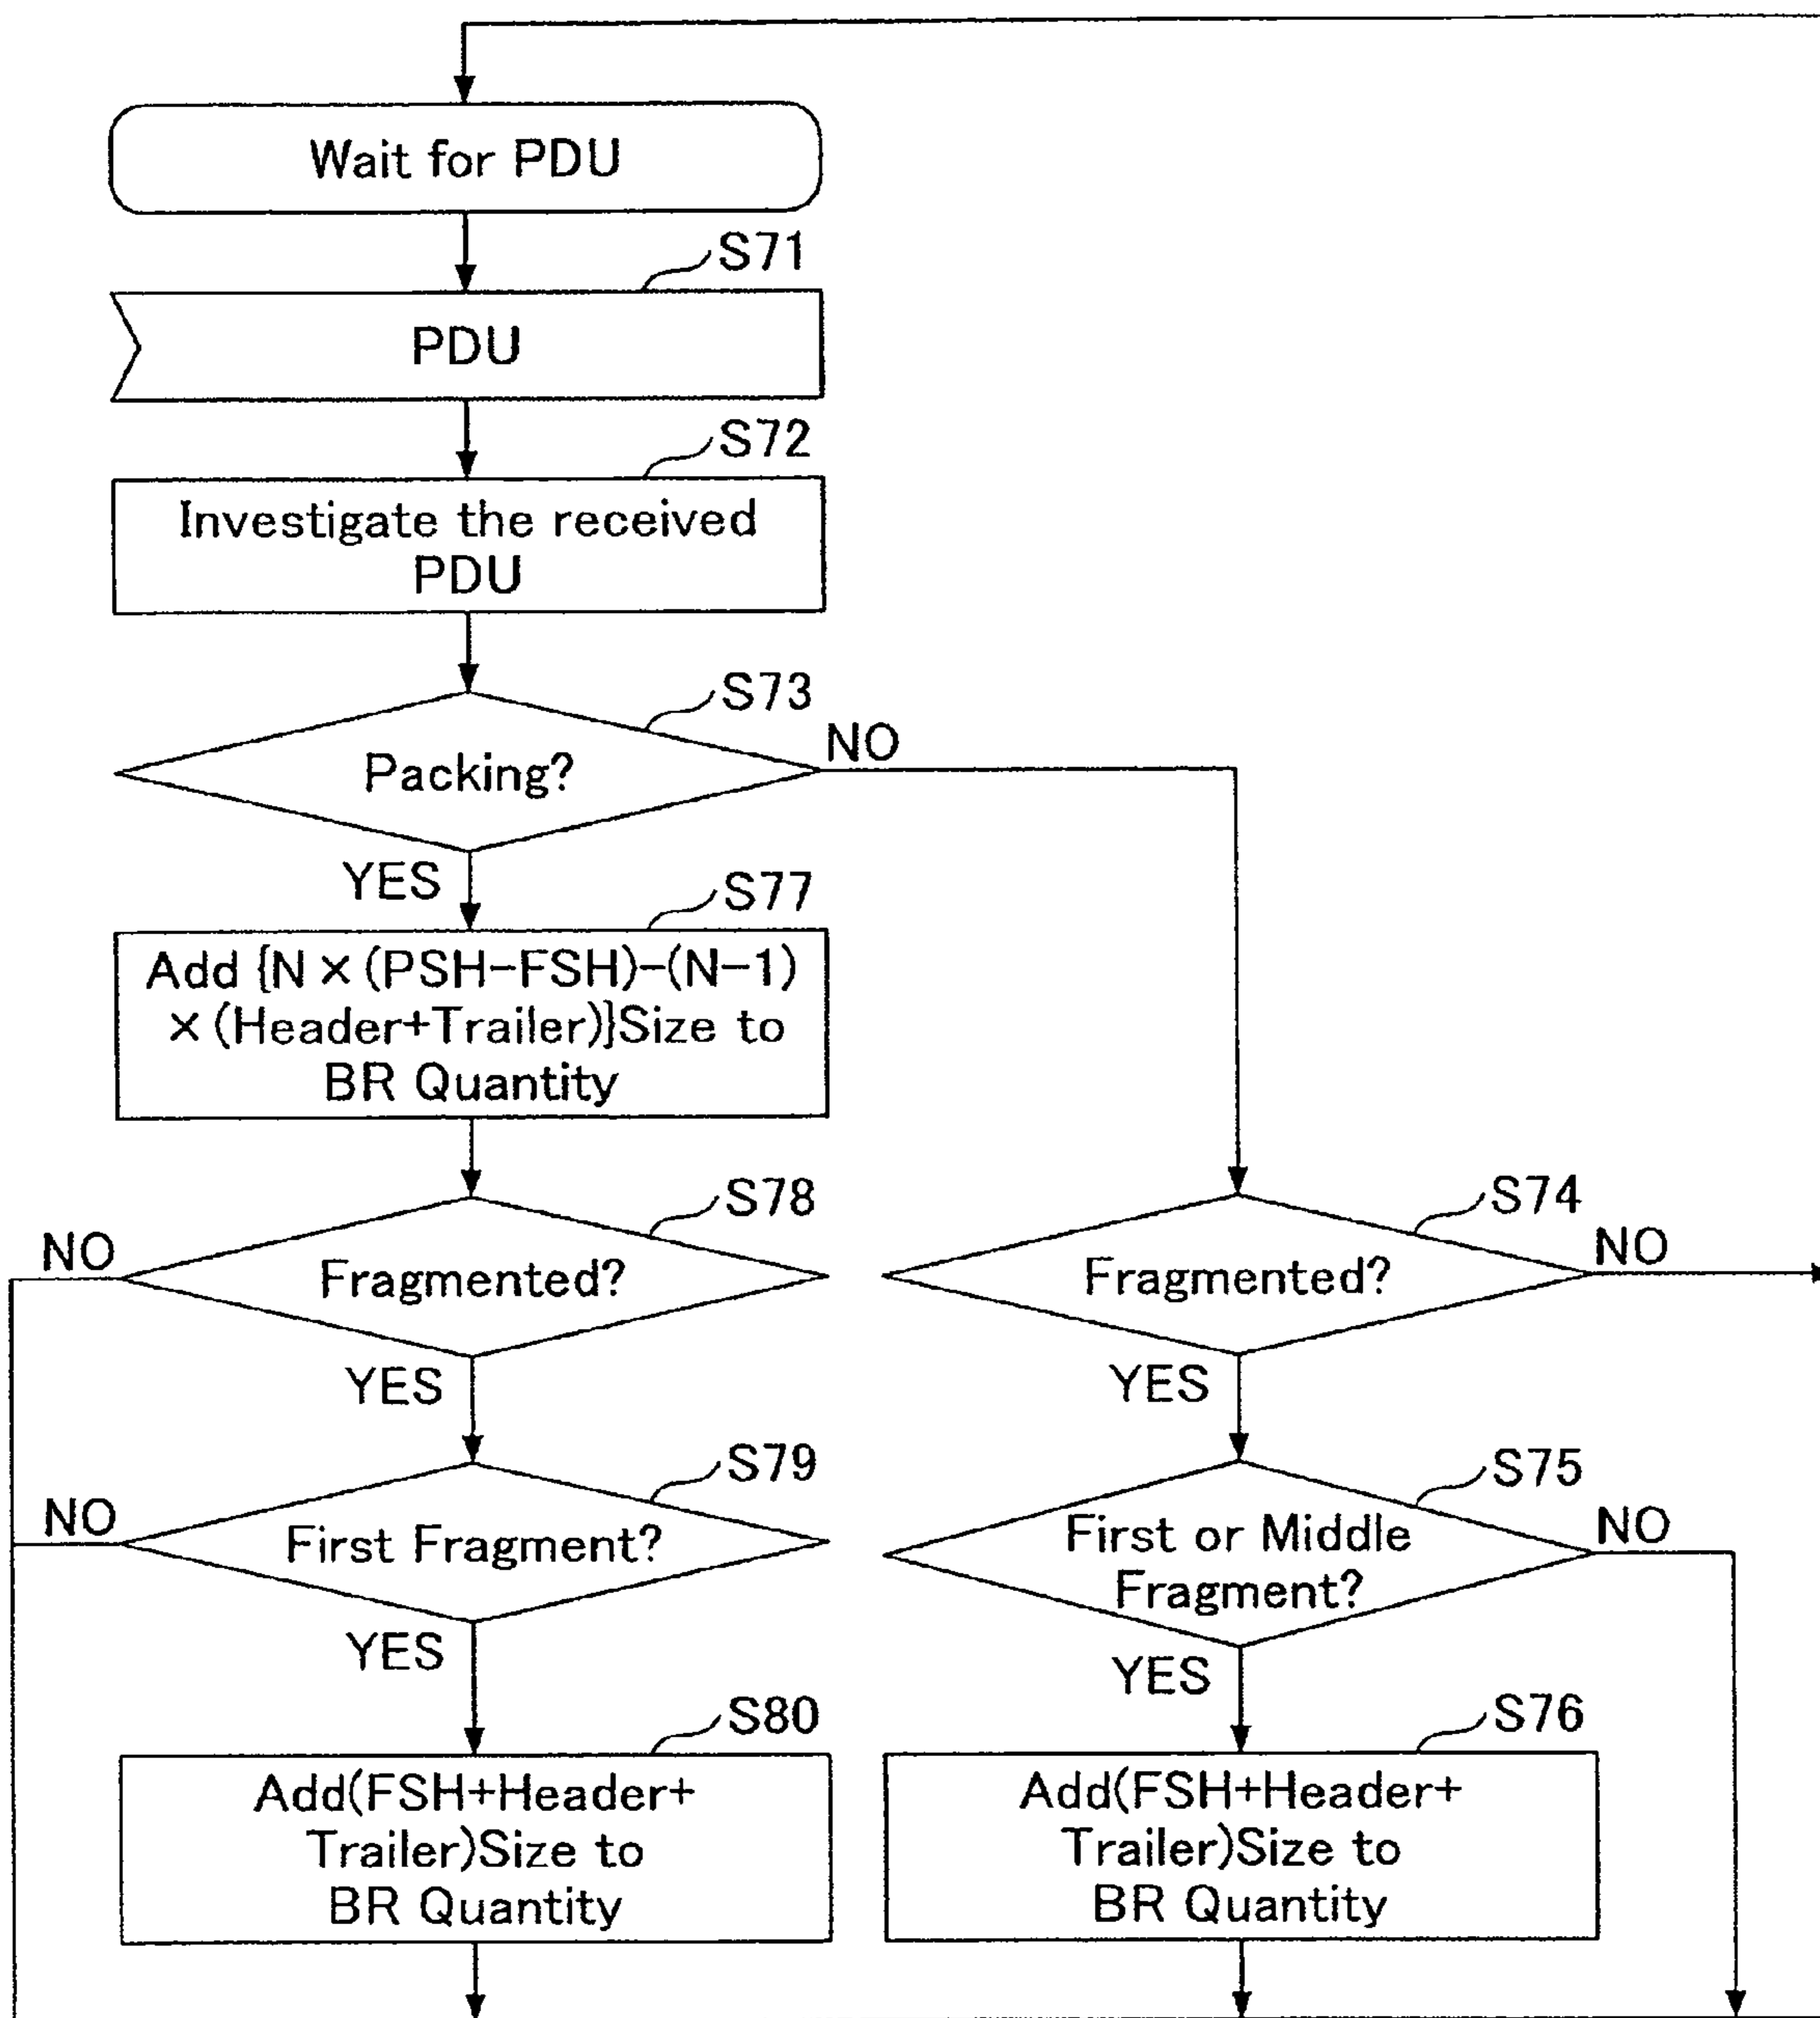 Wait for PDU
S71
PDU
S72
Investigate the received
PDU
S73
Packing?
NO
YES
S77
Add {N × (PSH-FSH)-(N-1)
× (Header+Trailer)}Size to
BR Quantity
S78
NO
Fragmented?
YES
S74
Fragmented?
NO
YES
S79
NO
First Fragment?
YES
S75
First or Middle
Fragment?
NO
YES
S80
Add(FSH+Header+
Trailer)Size to
BR Quantity
S76
Add(FSH+Header+
Trailer)Size to
BR Quantity